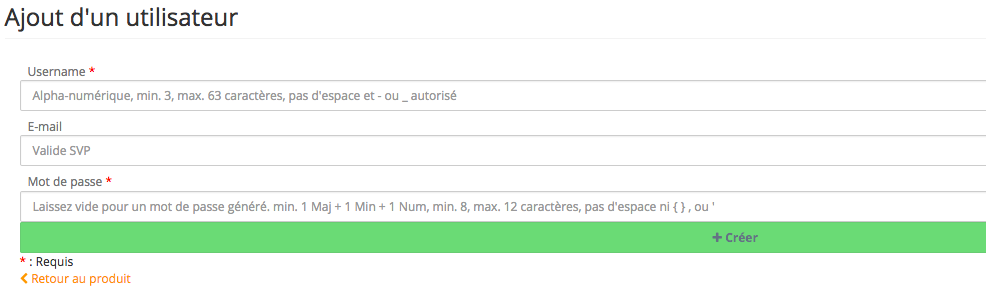 Ajout d'un utilisateur
Username *
Alpha-numérique, min. 3, max. 63 caractères, pas d'espace et - ou _ autorisé
E-mail
Valide SVP
Mot de passe *
Laissez vide pour un mot de passe généré. min. 1 Maj + 1 Min + 1 Num, min. 8, max. 12 caractères, pas d'espace ni { } , ou '
+ Créer
* : Requis
Retour au produit